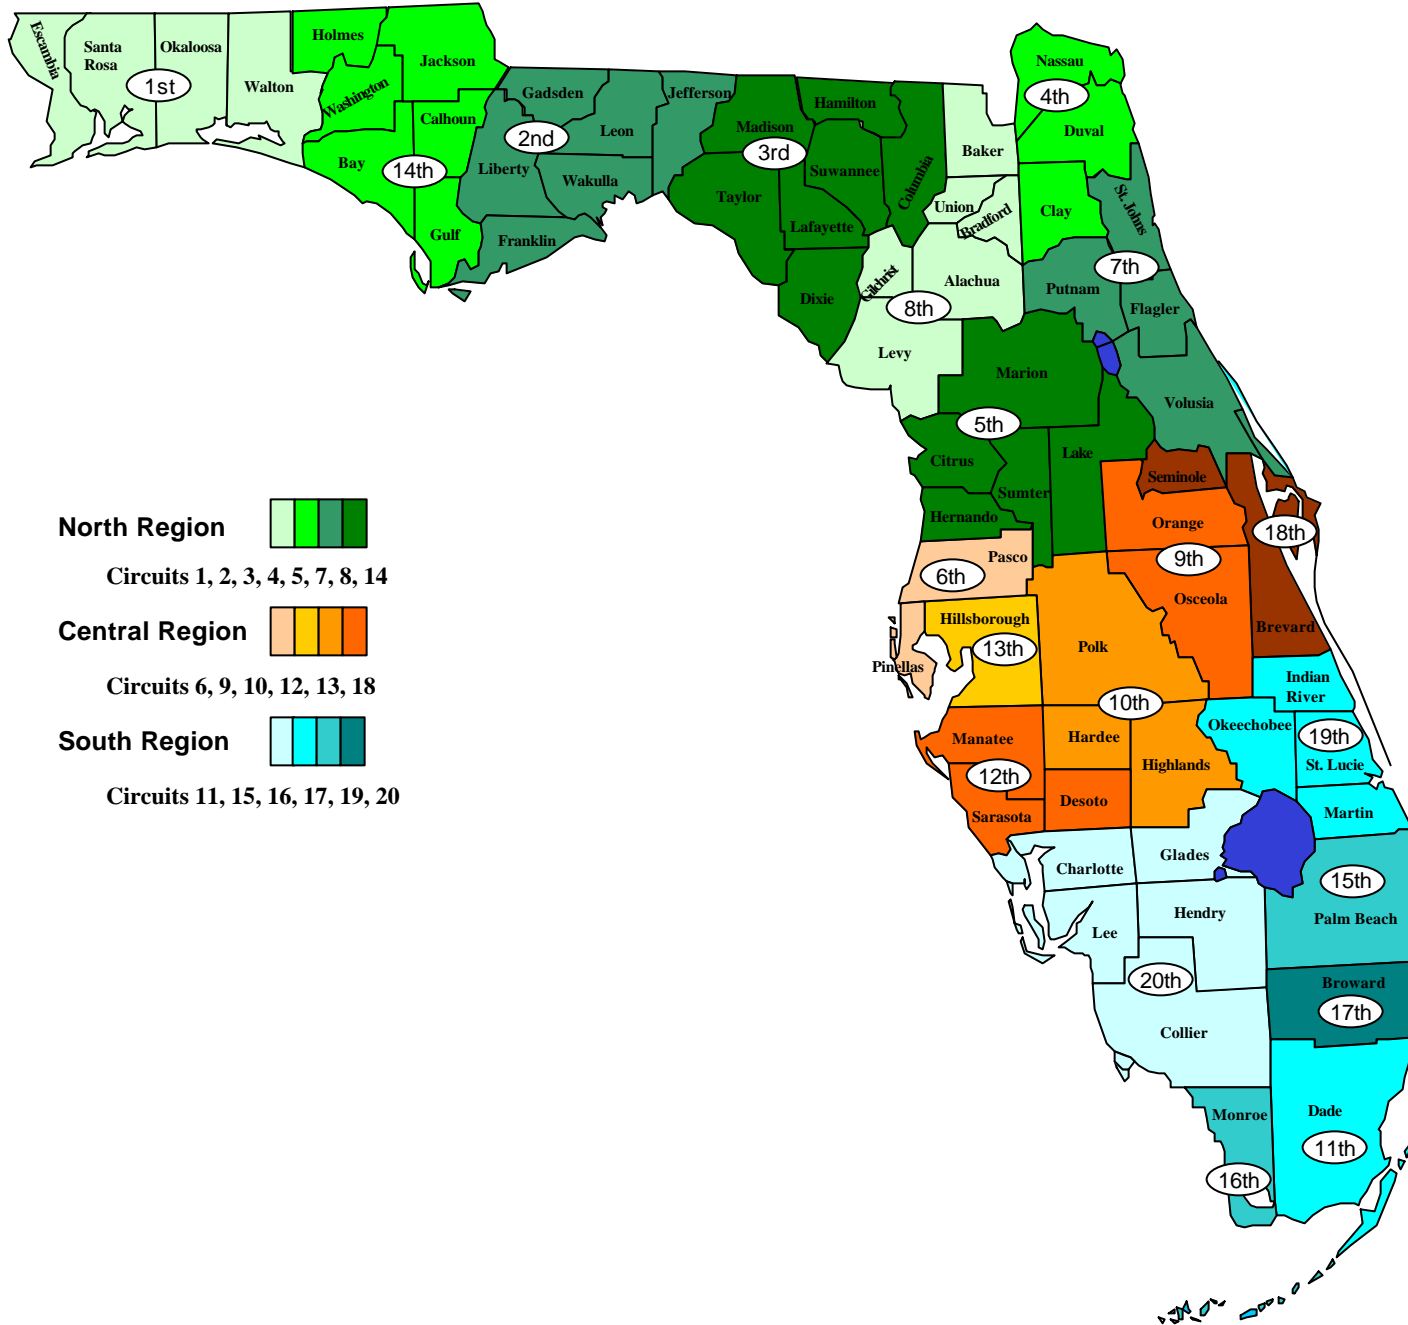 Escambia
Santa
Rosa
Okaloosa
1st
Walton
Holmes
Jackson
Washington
Calhoun
Bay
14th
Gulf
Gadsden
2nd
Leon
Jefferson
Liberty
Wakulla
Franklin
Hamilton
Madison
3rd
Suwannee
Columbia
Taylor
Lafayette
Dixie
Nassau
4th
Duval
Baker
Union
Bradford
Clay
St. Johns
Gilchrist
Alachua
8th
Levy
7th
Putnam
Flagler
Volusia
Marion
5th
Citrus
Lake
Sumter
Hernando
Seminole
Orange
18th
9th
Osceola
Brevard
Pasco
6th
Hillsborough
13th
Pinellas
Polk
10th
Indian
River
Okeechobee
19th
St. Lucie
Manatee
Hardee
12th
Highlands
Sarasota
Desoto
Martin
Charlotte
Glades
15th
Palm Beach
Lee
Hendry
20th
Broward
17th
Collier
Monroe
Dade
11th
16th
North Region
Circuits 1, 2, 3, 4, 5, 7, 8, 14
Central Region
Circuits 6, 9, 10, 12, 13, 18
South Region
Circuits 11, 15, 16, 17, 19, 20